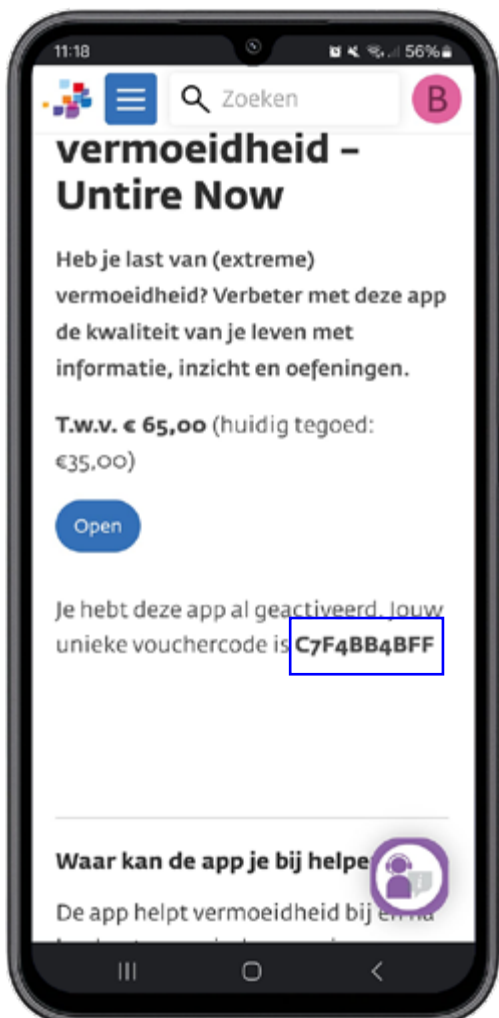 11:18
56%
Zoeken
B
vermoeidheid –
Untire Now
Heb je last van (extreme)
vermoeidheid? Verbeter met deze app
de kwaliteit van je leven met
informatie, inzicht en oefeningen.
T.w.v. € 65,00 (huidig tegoed:
€35,00)
Open
Je hebt deze app al geactiveerd. Jouw
unieke vouchercode is C7F4BB4BFF
Waar kan de app je bij helpe
De app helpt vermoeidheid bij en na